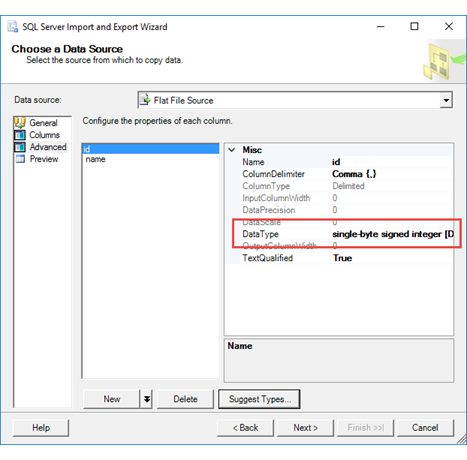 SQL Server Import and Export Wizard
Choose a Data Source
Select the source from which to copy data.
Data source:
Flat File Source
General
Columns
Advanced
Preview
Configure the properties of each column.
id
name
Misc
Name id
ColumnDelimiter Comma {,}
ColumnType Delimited
InputColumnWidth 0
DataPrecision 0
DataScale 0
DataType single-byte signed integer [D
OutputColumnWidth 0
TextQualified True
Name
New
Delete
Suggest Types...
Help
< Back
Next >
Finish >>|
Cancel